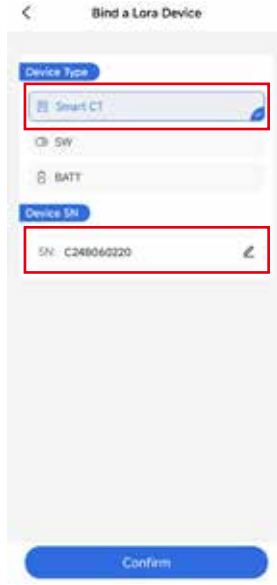 Bind a Lora Device
Device Type
Smart CT
SW
BATT
Device SN
SN: C248060220
Confirm